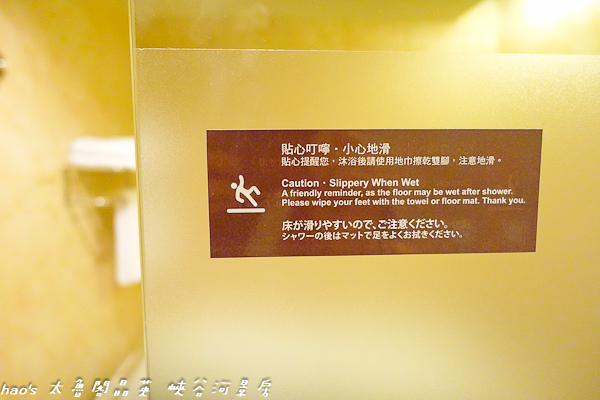 貼心叮嚀・小心地滑
貼心提醒您，沐浴後請使用地巾擦乾雙腳，注意地滑。
Caution・Slippery When Wet
A friendly reminder, as the floor may be wet after shower.
Please wipe your feet with the towel or floor mat. Thank you.
床が滑りやすいので、ご注意ください。
シャワーの後はマットで足をよくお拭きください。
hao's 太魯閣晶英 峽谷河景房